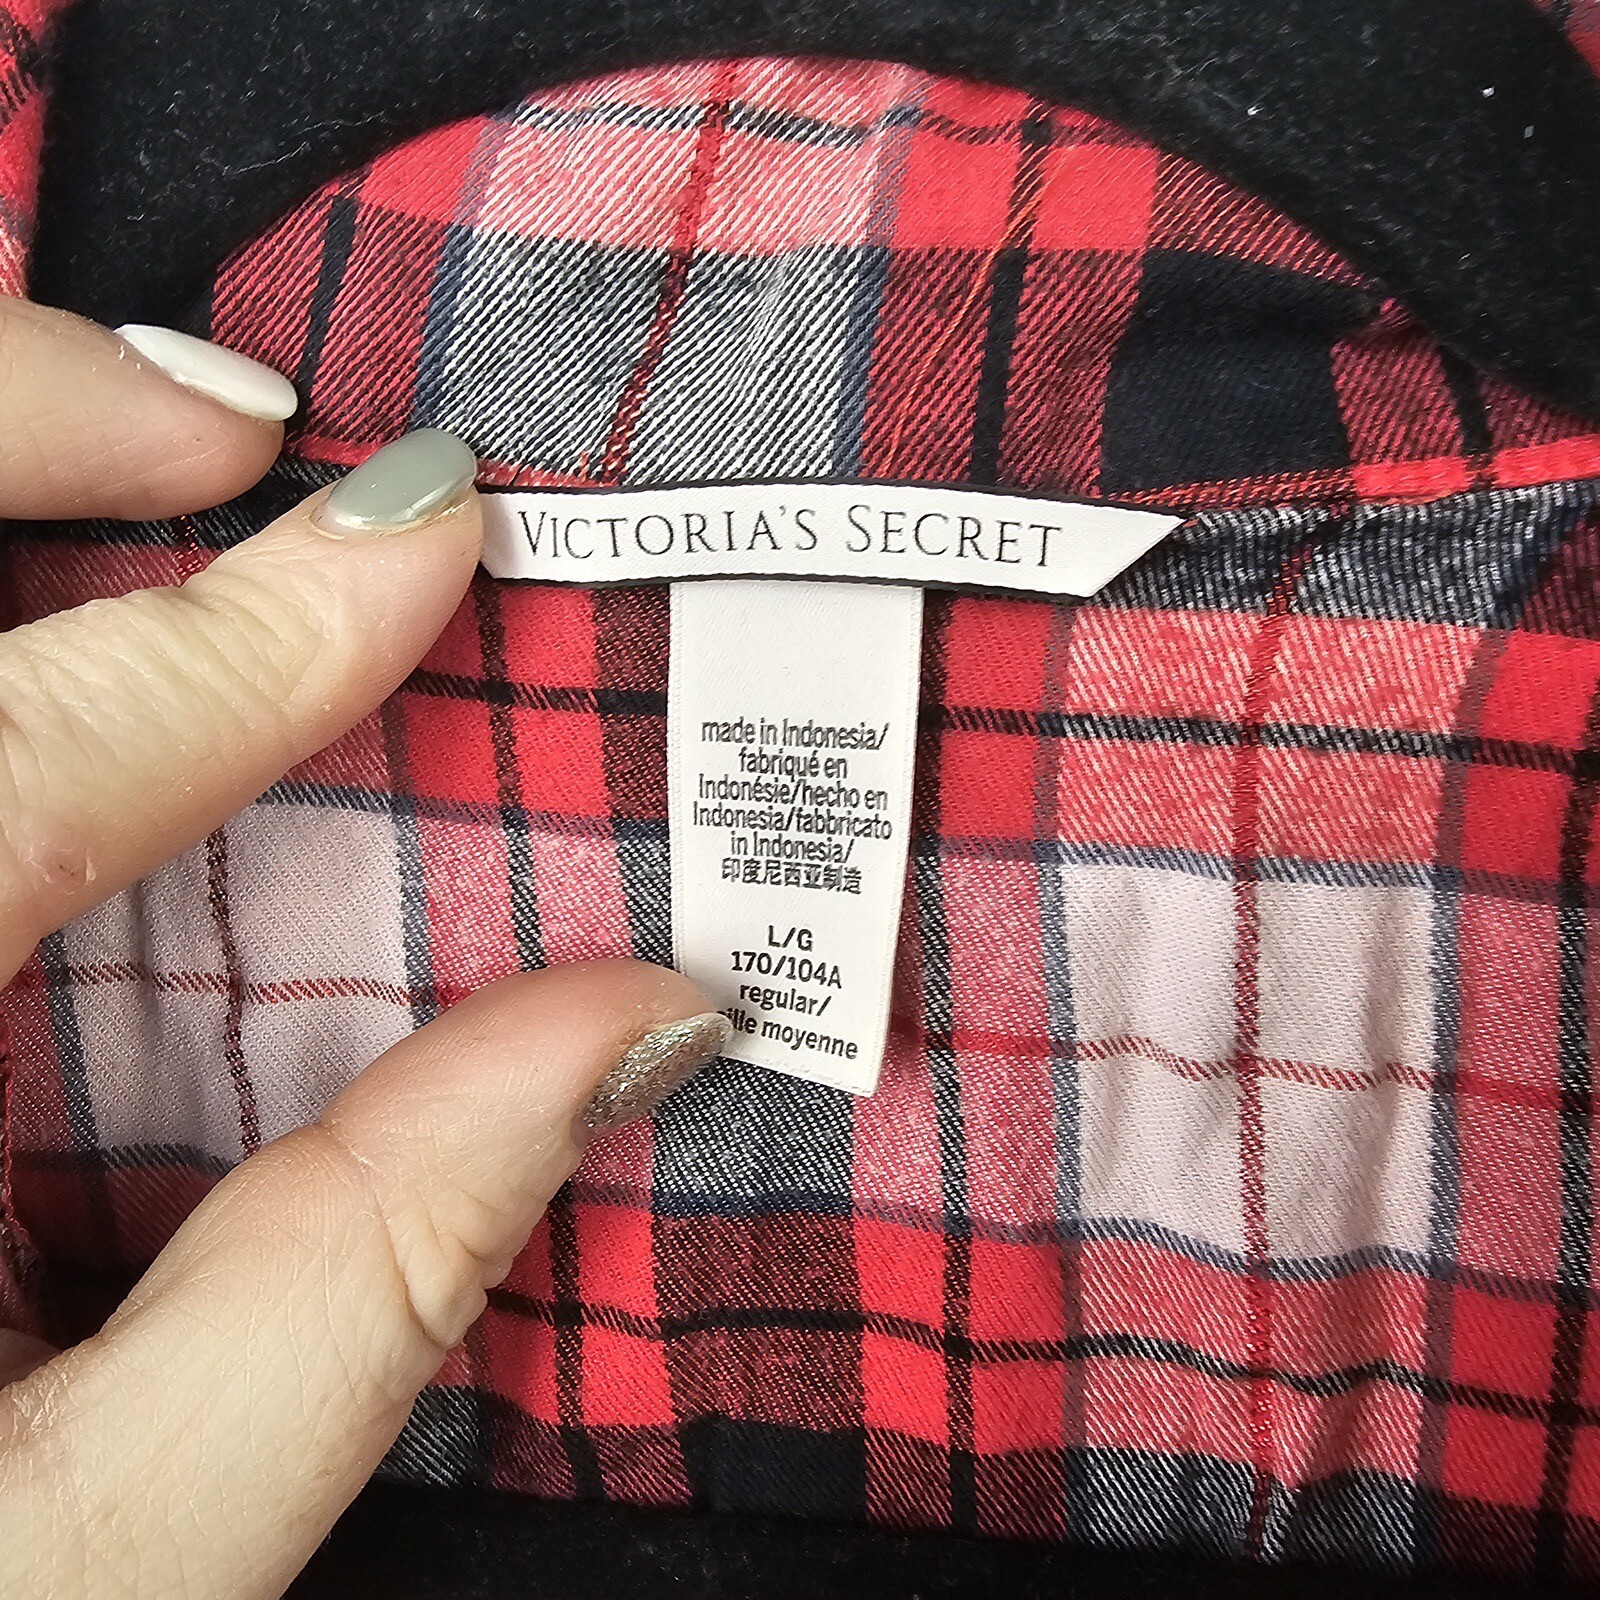 VICTORIA'S SECRET
made in Indonesia/
fabriqué en
Indonésie/hecho en
Indonesia/fabbricato
in Indonesia/
印度尼西亚制造
L/G
170/104A
regular/
moyenne